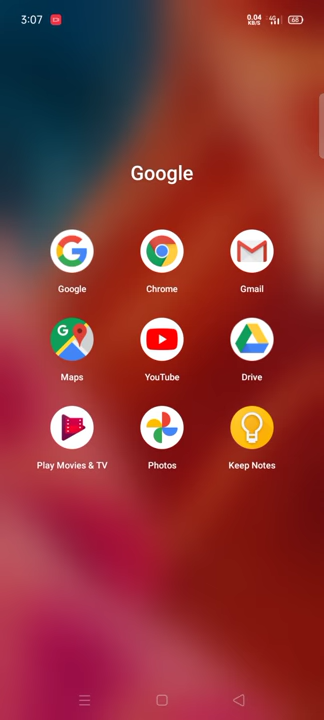 3:07
0.04 KB/S 4G 68
Google
Google Chrome Gmail
Maps YouTube Drive
Play Movies & TV Photos Keep Notes